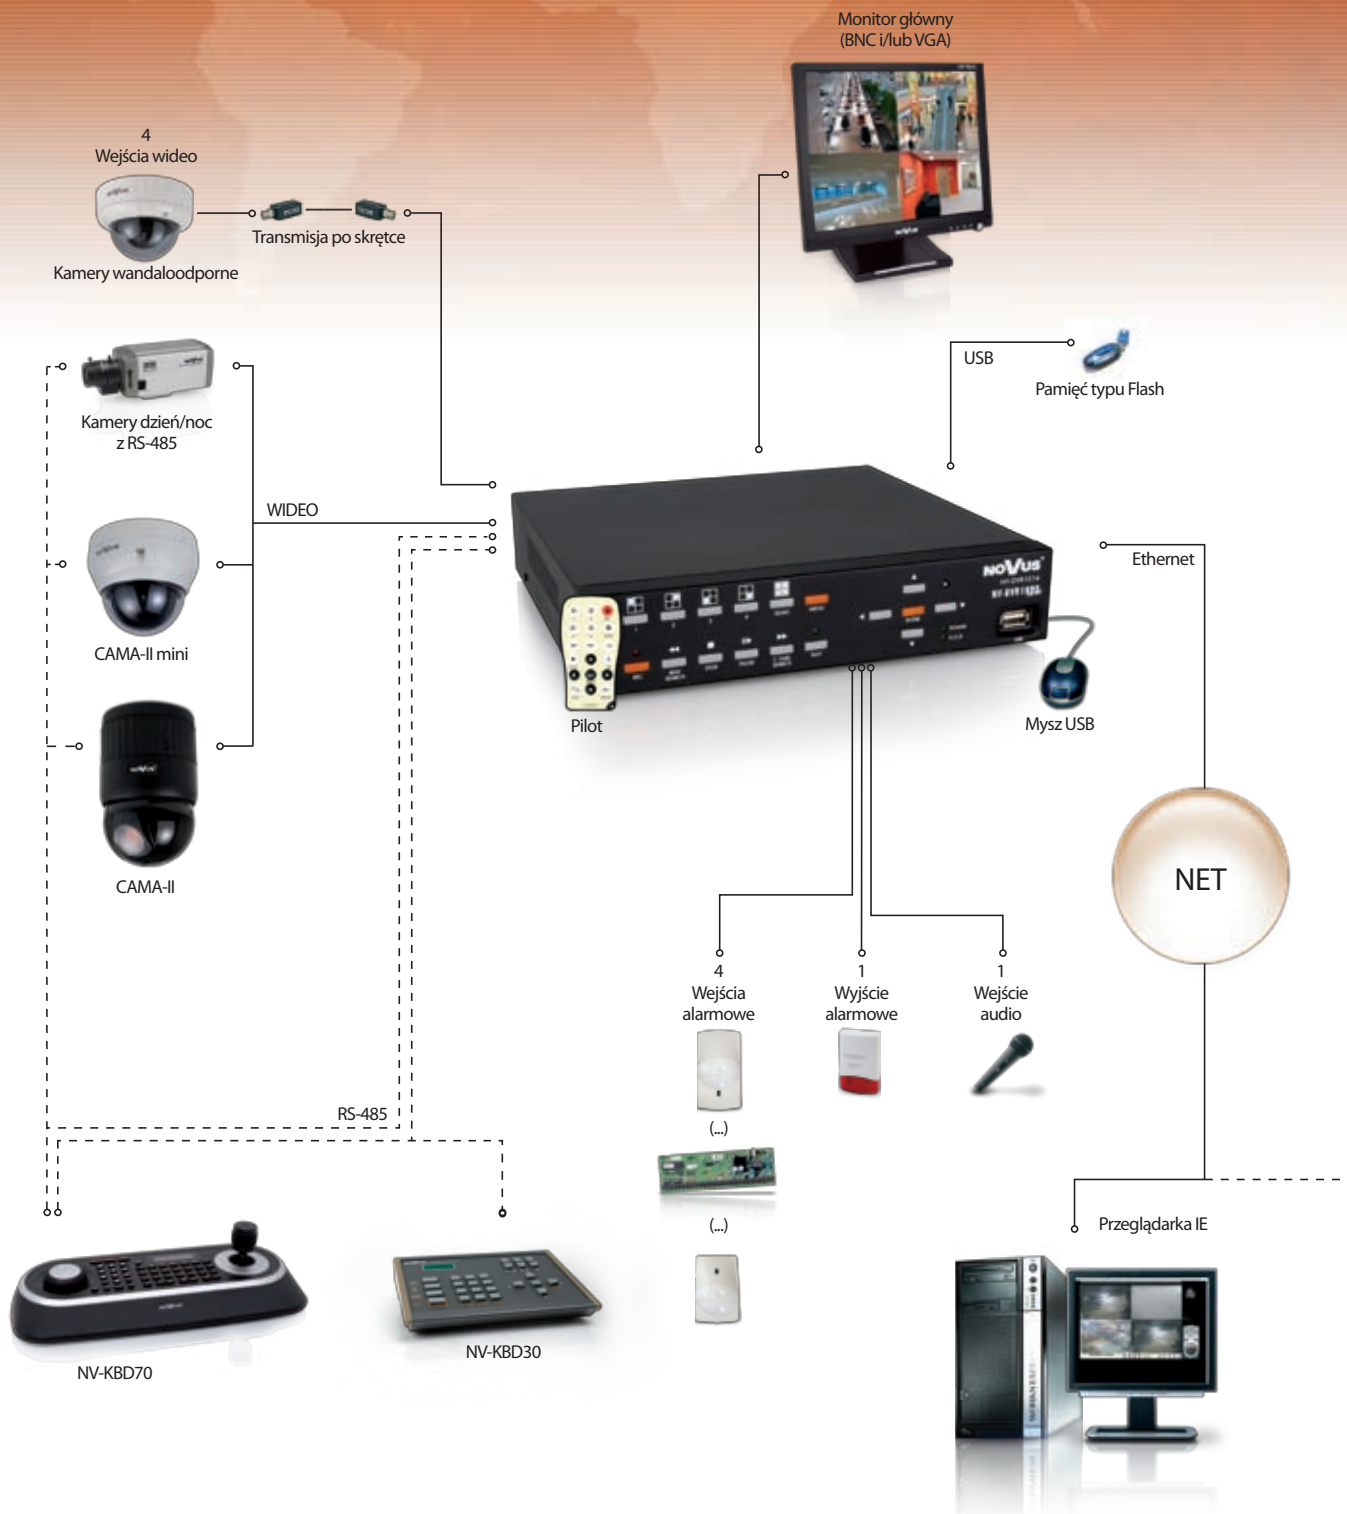 Monitor główny
(BNC i/lub VGA)
4
Wejścia wideo
Transmisja po skrętce
Kamery wandaloodporne
USB
Pamięć typu Flash
Kamery dzień/noc
z RS-485
WIDEO
Ethernet
NOVUS
CAMA-II mini
Pilot
Mysz USB
CAMA-II
NET
4
Wejścia
alarmowe
1
Wyjście
alarmowe
1
Wejście
audio
RS-485
(...)
(...)
Przeglądarka IE
NV-KBD70
NV-KBD30